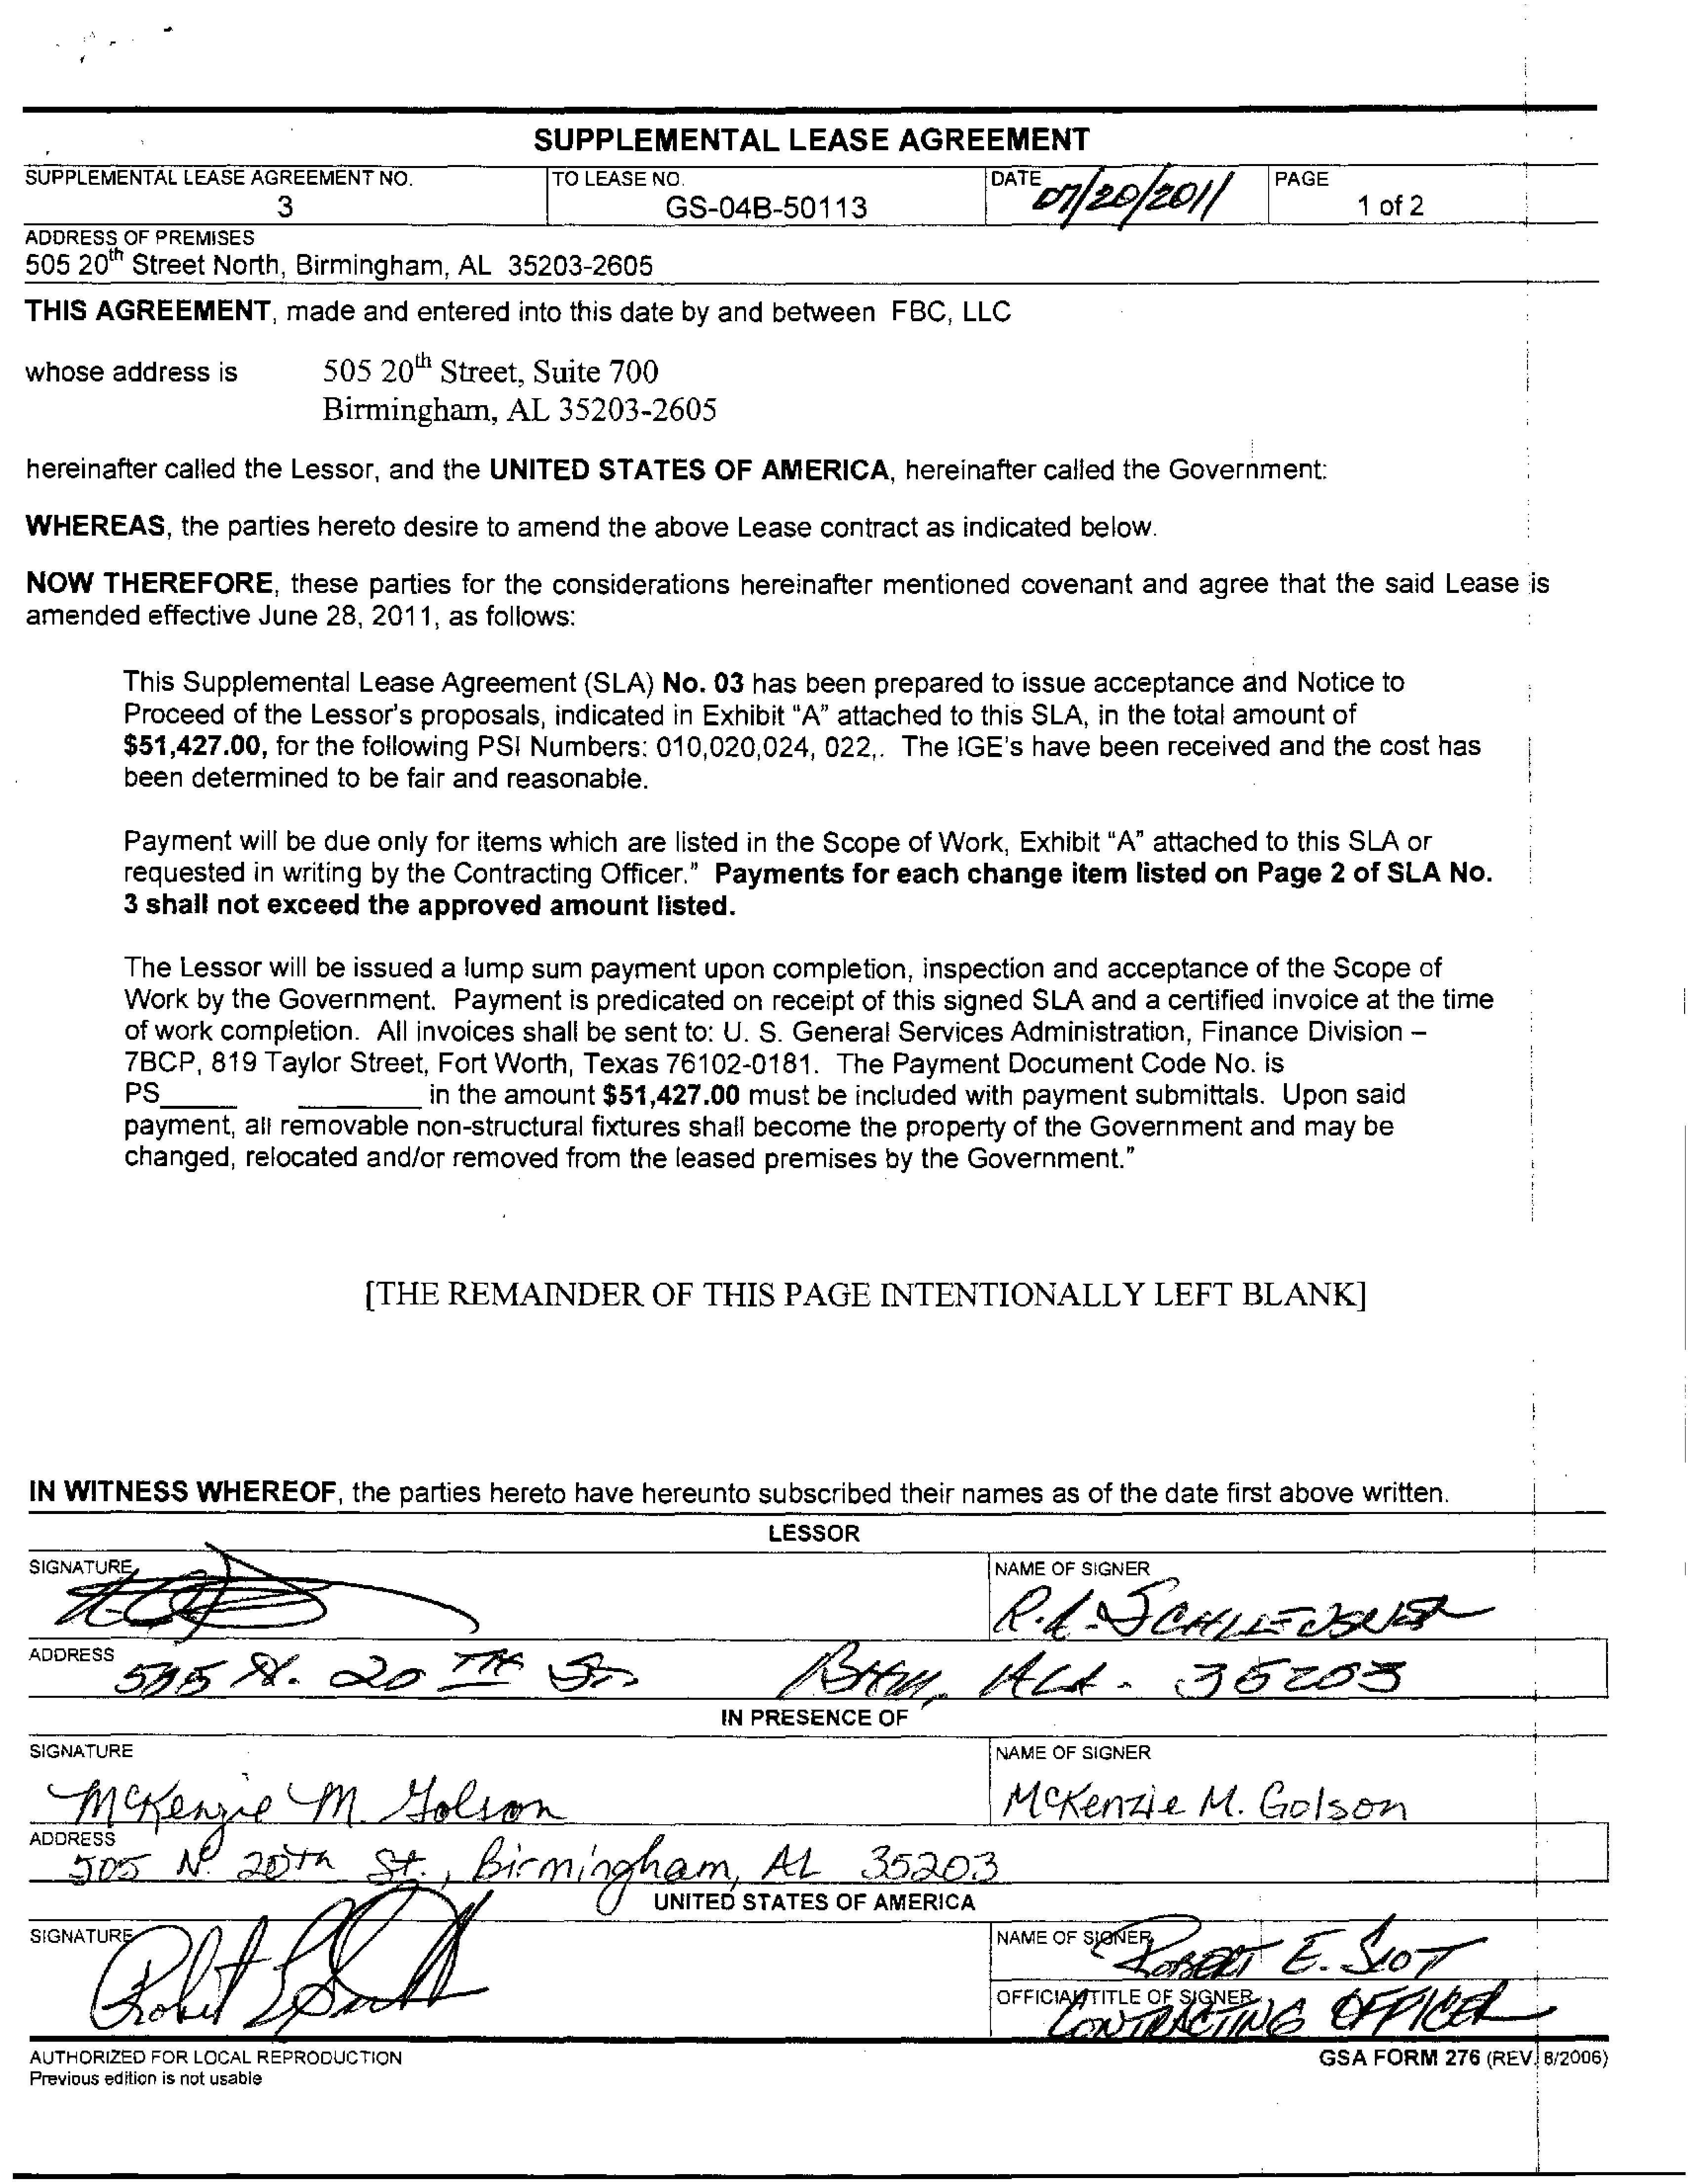 SUPPLEMENTAL LEASE AGREEMENT
SUPPLEMENTAL LEASE AGREEMENT NO.
3
TO LEASE NO.
GS-04B-50113
DATE 07/20/2011
PAGE
1 of 2
ADDRESS OF PREMISES
505 20th Street North, Birmingham, AL 35203-2605
THIS AGREEMENT, made and entered into this date by and between FBC, LLC
whose address is 505 20th Street, Suite 700
Birmingham, AL 35203-2605
hereinafter called the Lessor, and the UNITED STATES OF AMERICA, hereinafter called the Government:
WHEREAS, the parties hereto desire to amend the above Lease contract as indicated below.
NOW THEREFORE, these parties for the considerations hereinafter mentioned covenant and agree that the said Lease is
amended effective June 28, 2011, as follows:
This Supplemental Lease Agreement (SLA) No. 03 has been prepared to issue acceptance and Notice to
Proceed of the Lessor's proposals, indicated in Exhibit "A" attached to this SLA, in the total amount of
$51,427.00, for the following PSI Numbers: 010,020,024, 022,. The IGE's have been received and the cost has
been determined to be fair and reasonable.
Payment will be due only for items which are listed in the Scope of Work, Exhibit "A" attached to this SLA or
requested in writing by the Contracting Officer." Payments for each change item listed on Page 2 of SLA No.
3 shall not exceed the approved amount listed.
The Lessor will be issued a lump sum payment upon completion, inspection and acceptance of the Scope of
Work by the Government. Payment is predicated on receipt of this signed SLA and a certified invoice at the time
of work completion. All invoices shall be sent to: U. S. General Services Administration, Finance Division –
7BCP, 819 Taylor Street, Fort Worth, Texas 76102-0181. The Payment Document Code No. is
PS_____ ________ in the amount $51,427.00 must be included with payment submittals. Upon said
payment, all removable non-structural fixtures shall become the property of the Government and may be
changed, relocated and/or removed from the leased premises by the Government."
[THE REMAINDER OF THIS PAGE INTENTIONALLY LEFT BLANK]
IN WITNESS WHEREOF, the parties hereto have hereunto subscribed their names as of the date first above written.
LESSOR
SIGNATURE
NAME OF SIGNER
R.L.
ADDRESS
505 N. 20TH ST. BHM, ALA. 35203
IN PRESENCE OF
SIGNATURE
McKenzie M. Golson
NAME OF SIGNER
McKenzie M. Golson
ADDRESS
505 N. 20th St., Birmingham, AL 35203
UNITED STATES OF AMERICA
SIGNATURE
Robert
NAME OF SIGNER
ROBERT E. SCOTT
OFFICIAL TITLE OF SIGNER
CONTRACTING OFFICER
AUTHORIZED FOR LOCAL REPRODUCTION
Previous edition is not usable
GSA FORM 276 (REV. 8/2006)